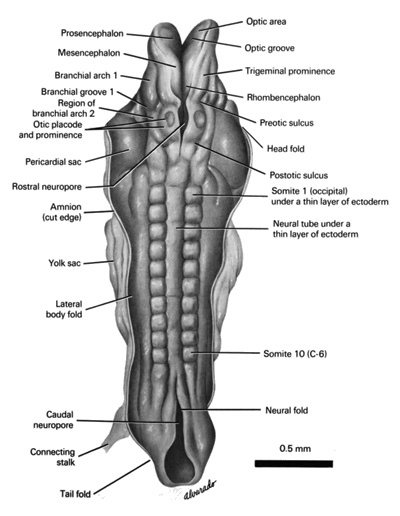 Prosencephalon
Mesencephalon
Branchial arch 1
Branchial groove 1
Region of
branchial arch 2
Otic placode
and prominence
Pericardial sac
Rostral neuropore
Amnion
(cut edge)
Yolk sac
Lateral
body fold
Caudal
neuropore
Connecting
stalk
Tail fold
Optic area
Optic groove
Trigeminal prominence
Rhombencephalon
Preotic sulcus
Head fold
Postotic sulcus
Somite 1 (occipital)
under a thin layer of ectoderm
Neural tube under a
thin layer of ectoderm
Somite 10 (C-6)
Neural fold
0.5 mm
alvarado